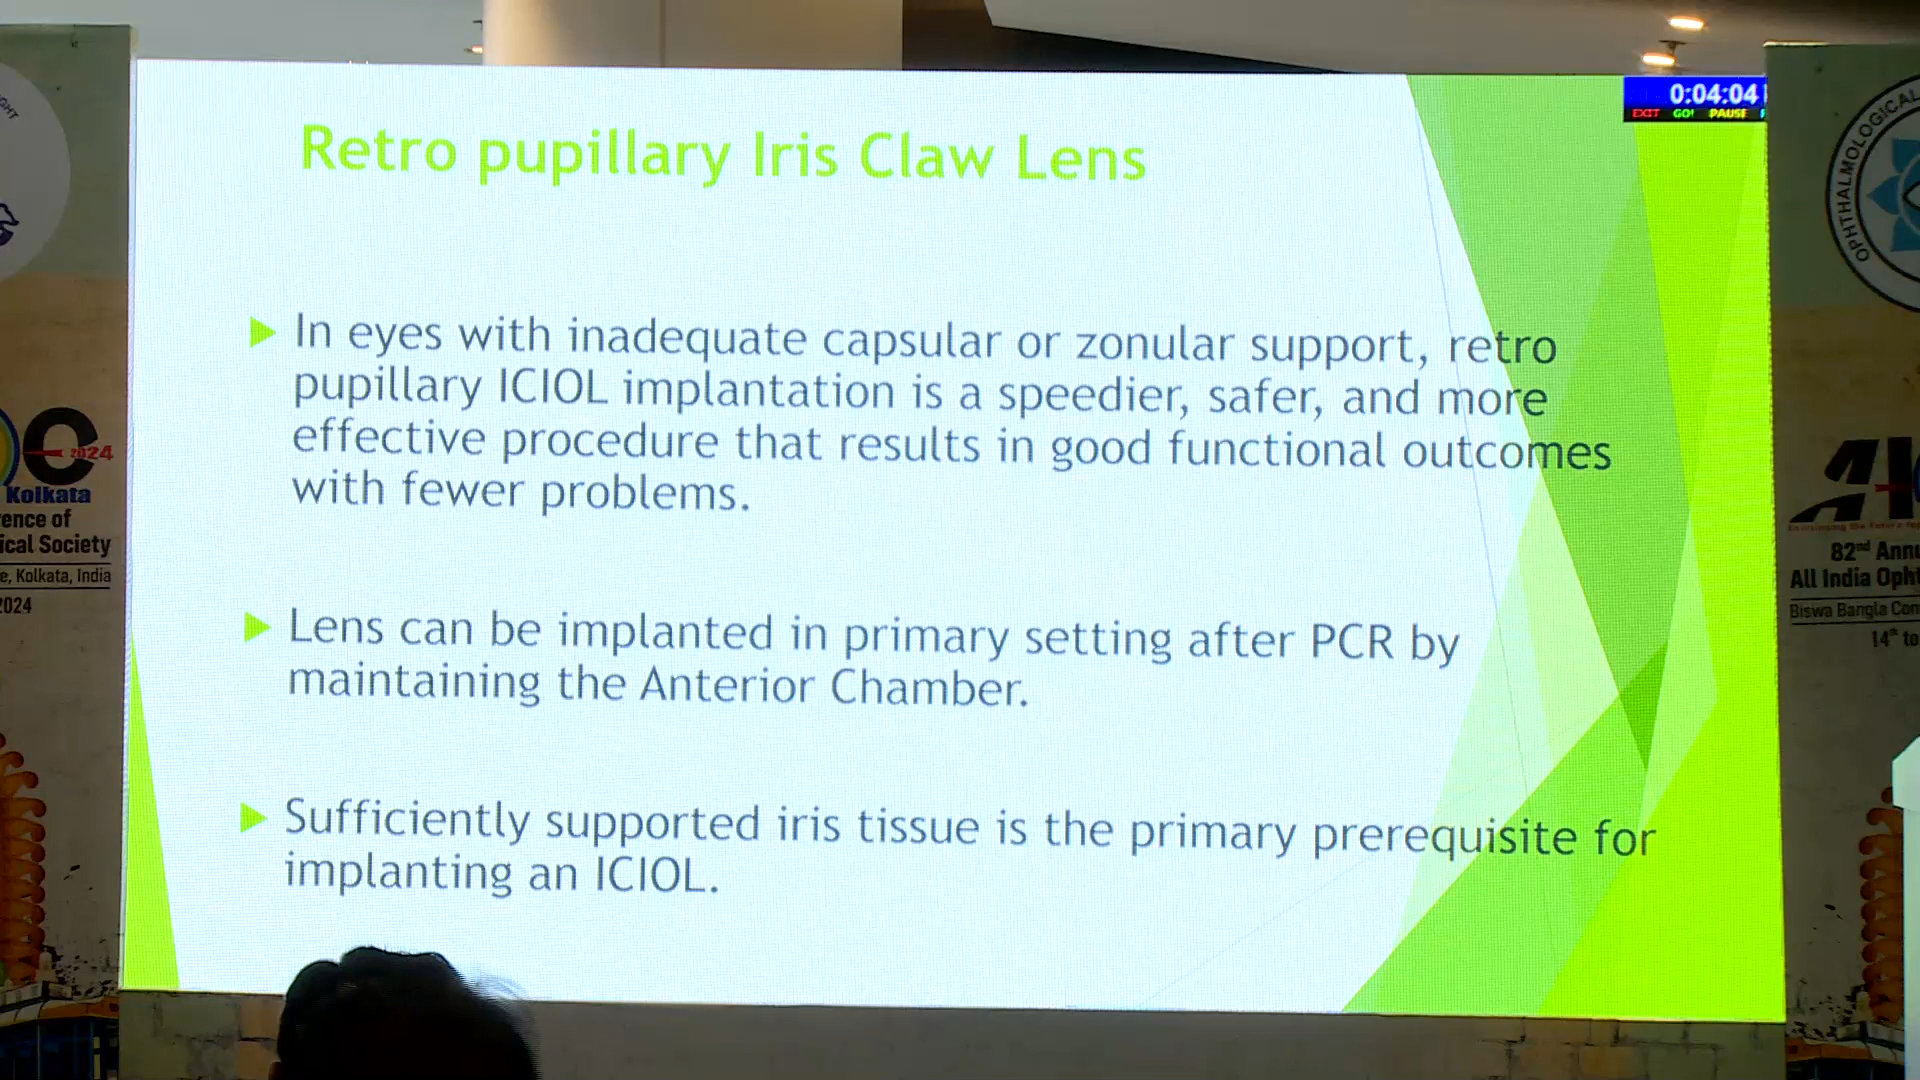 Retro pupillary Iris Claw Lens
0:04:04
EXIT GO! PAUSE
In eyes with inadequate capsular or zonular support, retro
pupillary ICIOL implantation is a speedier, safer, and more
effective procedure that results in good functional outcomes
with fewer problems.
Lens can be implanted in primary setting after PCR by
maintaining the Anterior Chamber.
Sufficiently supported iris tissue is the primary prerequisite for
implanting an ICIOL.
2024
Kolkata
ence of
ical Society
e, Kolkata, India
2024
OPHTHALMOLOGICAL
82nd Annu
All India Opht
Biswa Bangla Con
14th to